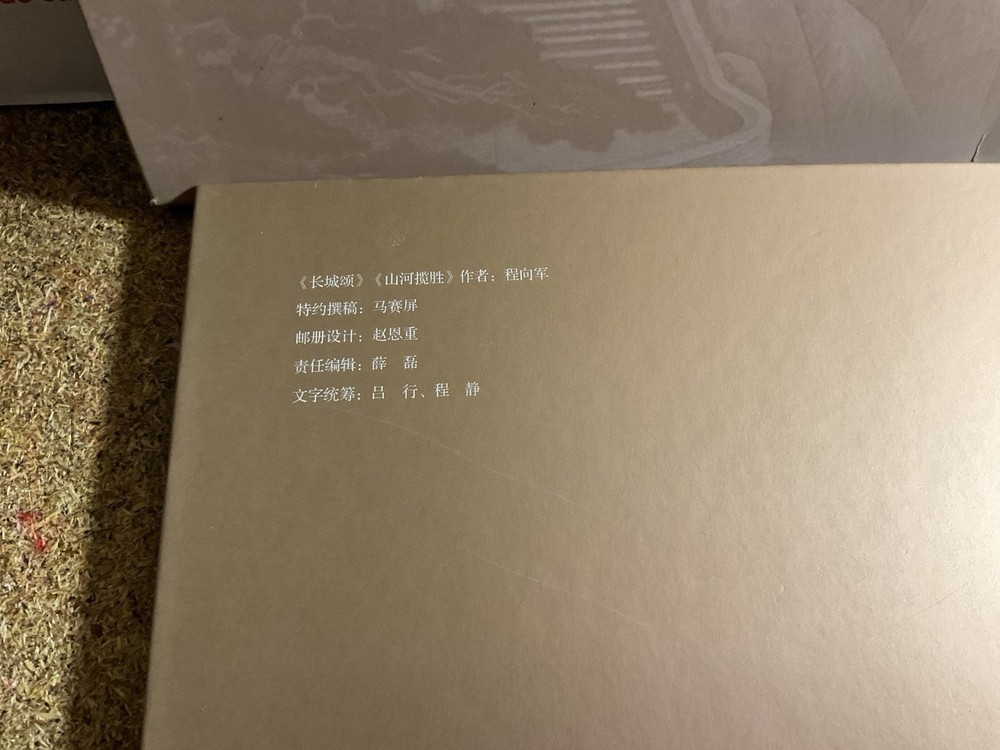 《长城颂》《山河揽胜》作者：程向军
特约撰稿：马赛屏
邮册设计：赵恩重
责任编辑：薛　磊
文字统筹：吕　行、程　静